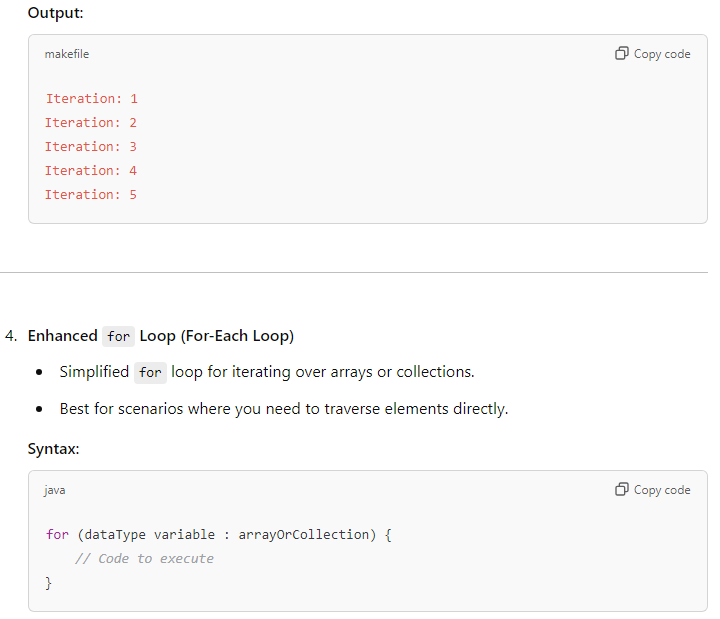 Output:
makefile Copy code
Iteration: 1
Iteration: 2
Iteration: 3
Iteration: 4
Iteration: 5
4. Enhanced for Loop (For-Each Loop)
• Simplified for loop for iterating over arrays or collections.
• Best for scenarios where you need to traverse elements directly.
Syntax:
java Copy code
for (dataType variable : arrayOrCollection) {
    // Code to execute
}